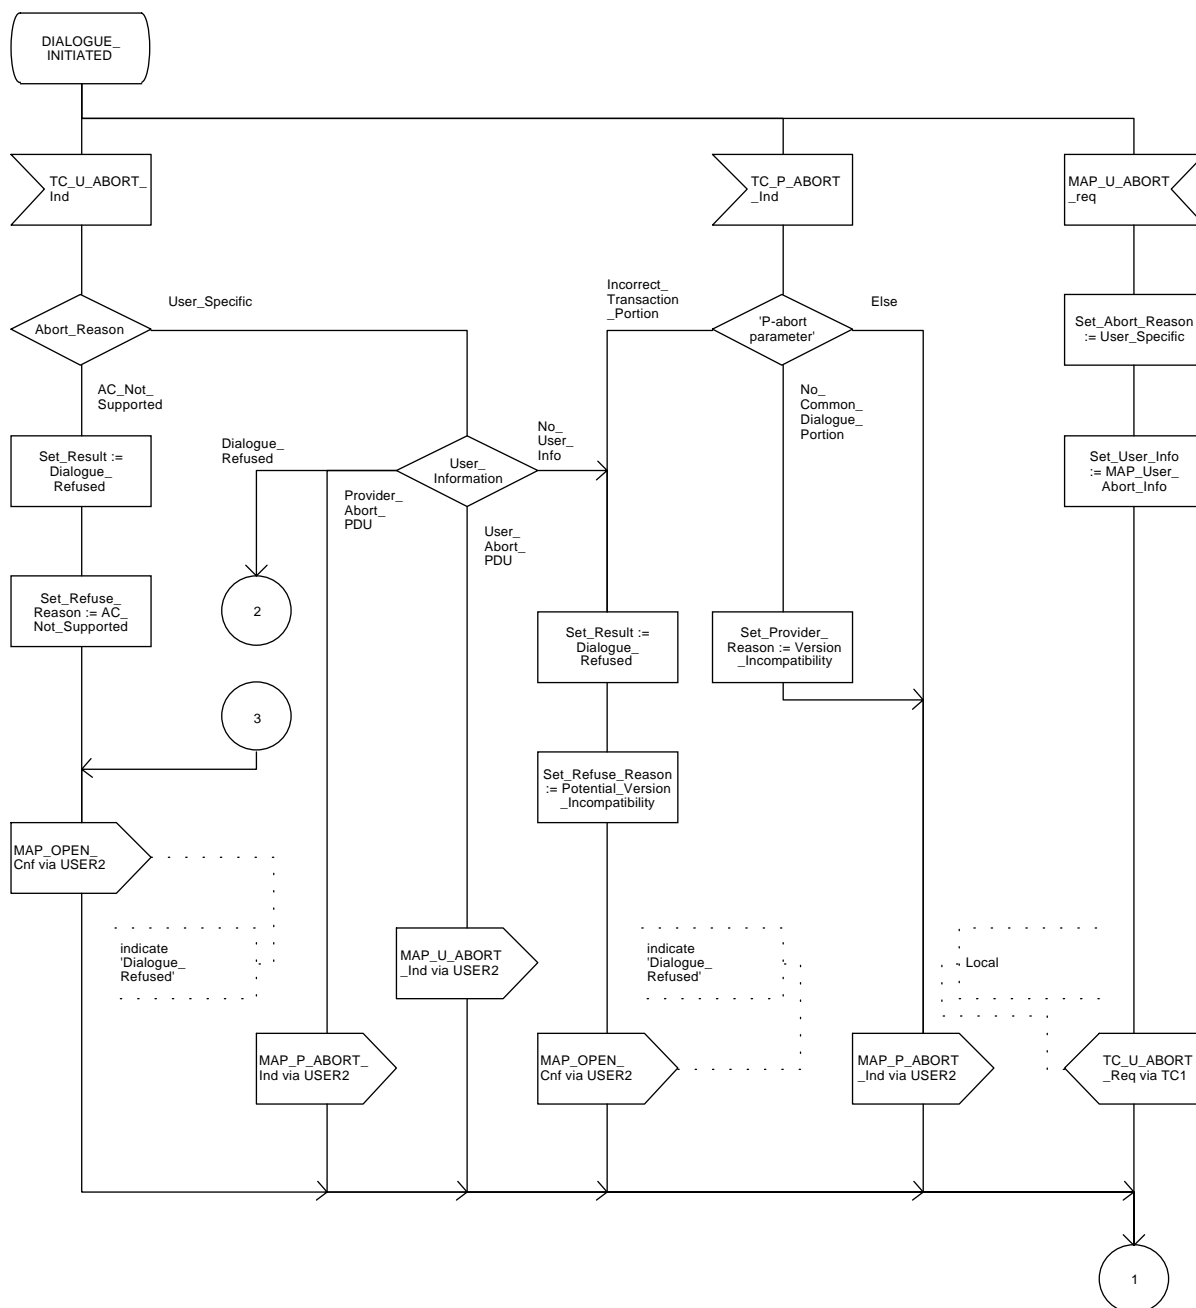 DIALOGUE_
INITIATED
TC_U_ABORT_
Ind
TC_P_ABORT
_Ind
MAP_U_ABORT
_req
Abort_Reason
User_Specific
Incorrect_
Transaction
_Portion
'P-abort
parameter'
Else
Set_Abort_Reason
:= User_Specific
AC_Not_
Supported
No_
Common_
Dialogue_
Portion
Set_Result :=
Dialogue_
Refused
Dialogue_
Refused
Provider_
Abort_
PDU
User_
Information
No_
User_
Info
User_
Abort_
PDU
Set_User_Info
:= MAP_User_
Abort_Info
Set_Refuse_
Reason := AC_
Not_Supported
2
Set_Result :=
Dialogue_
Refused
Set_Provider_
Reason := Version
_Incompatibility
3
Set_Refuse_Reason
:= Potential_Version
_Incompatibility
MAP_OPEN_
Cnf via USER2
indicate
'Dialogue_
Refused'
MAP_U_ABORT
_Ind via USER2
indicate
'Dialogue_
Refused'
Local
MAP_P_ABORT_
Ind via USER2
MAP_OPEN_
Cnf via USER2
MAP_P_ABORT
_Ind via USER2
TC_U_ABORT
_Req via TC1
1